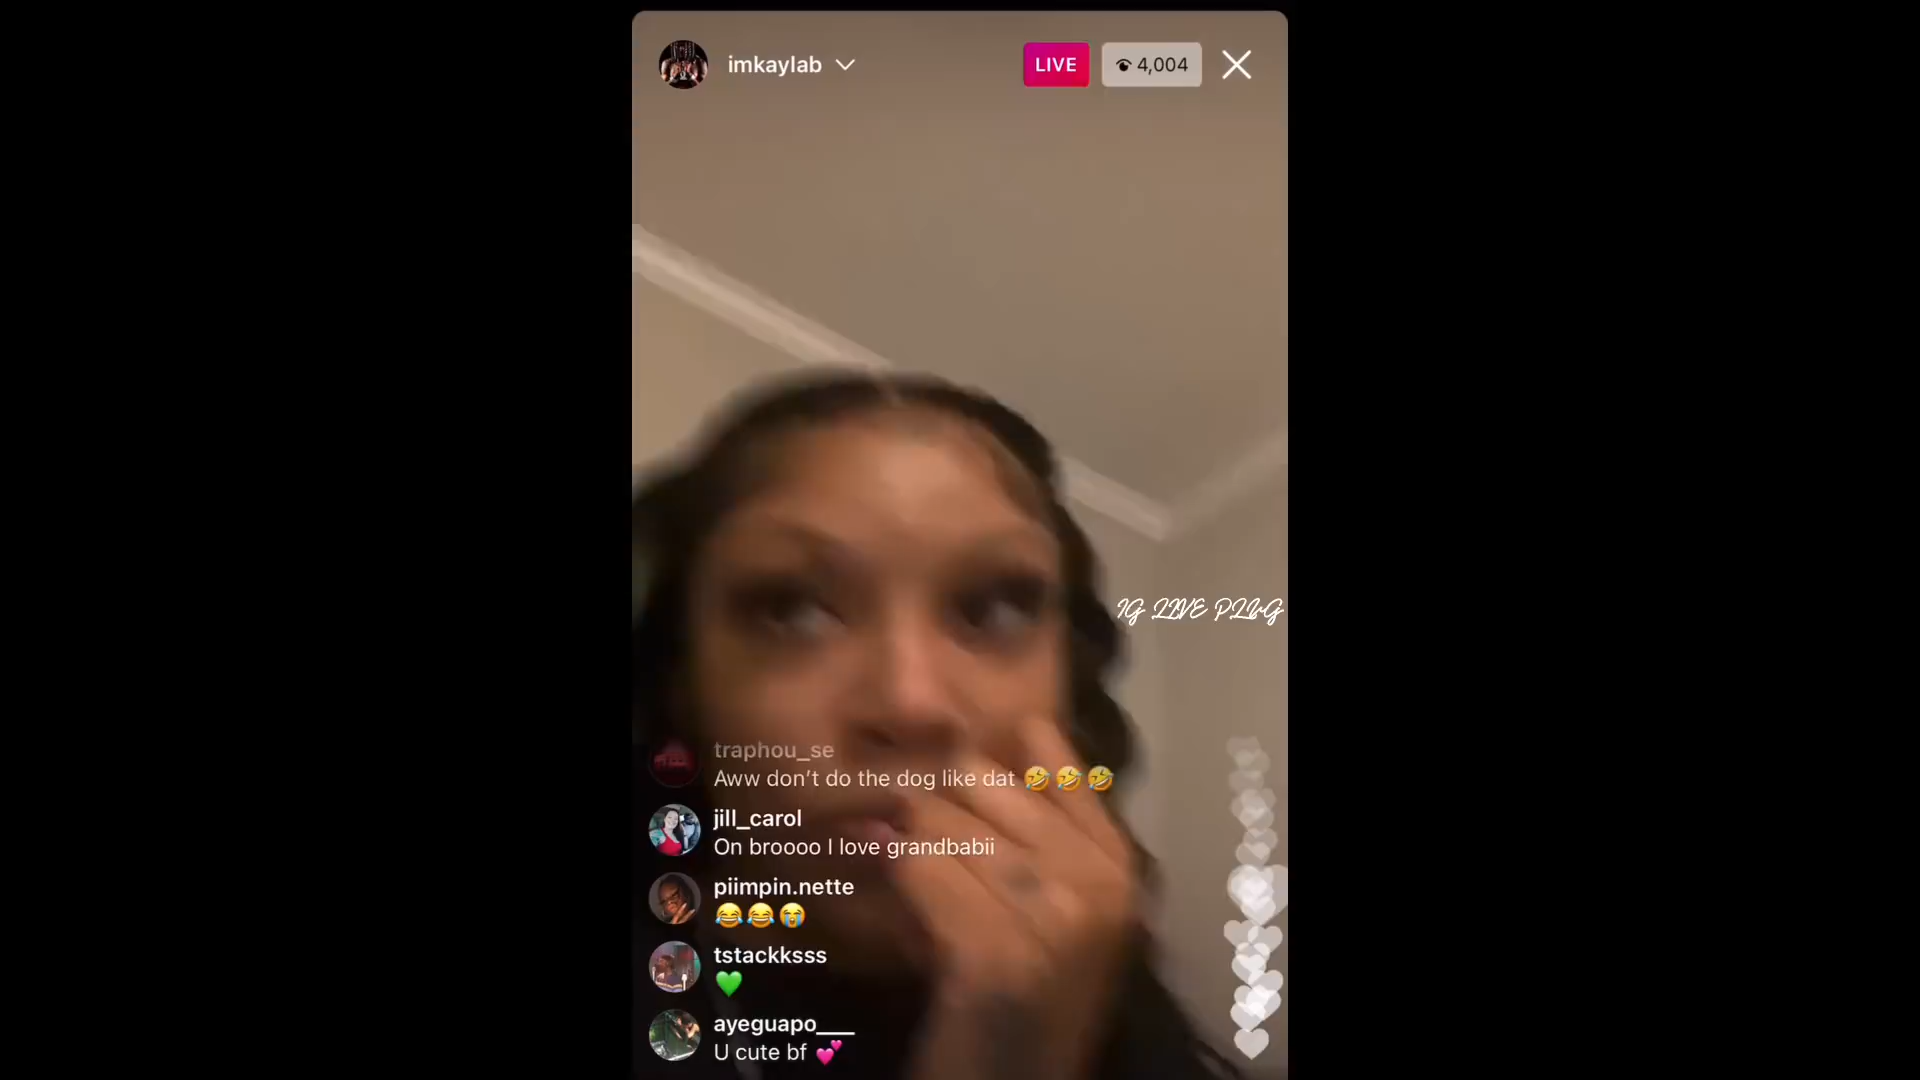 imkaylab
LIVE
4,004
IG LIVE PLUG
traphou_se
Aww don’t do the dog like dat 🤣🤣🤣
jill_carol
On broooo I love grandbabii
piimpin.nette
😂😂😭
tstackksss
💚
ayeguapo___
U cute bf 💕